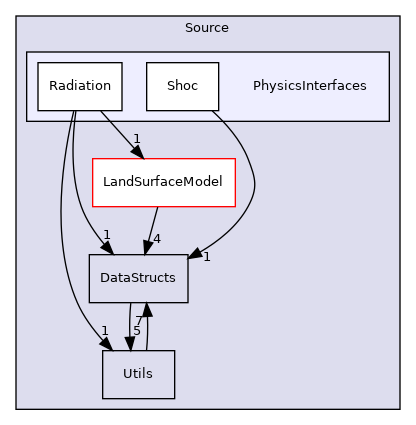 Source
Radiation
Shoc
PhysicsInterfaces
1
LandSurfaceModel
1
4
1
DataStructs
7
1
5
Utils